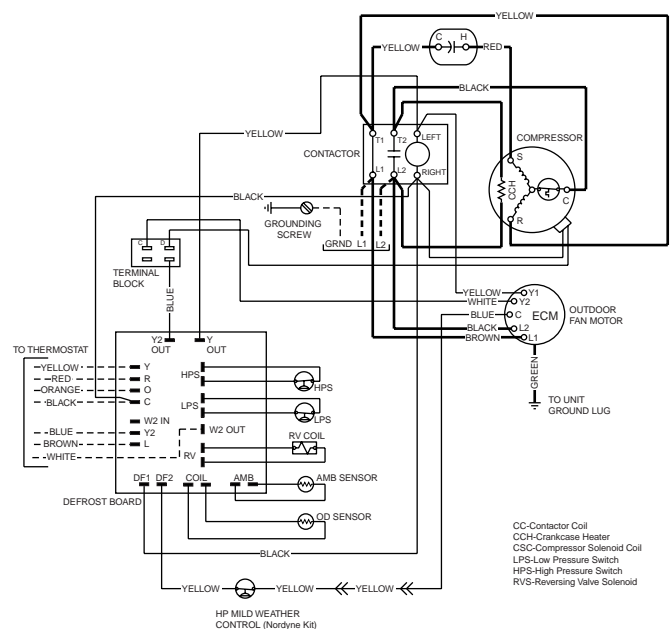 YELLOW
C H
YELLOW RED
BLACK
YELLOW
T1 T2 LEFT
COMPRESSOR
CONTACTOR
S
L1 L2 RIGHT
CCH
C
R
BLACK
GROUNDING
SCREW
GRND L1 L2
C D
TERMINAL
BLOCK
BLUE
YELLOW Y1
WHITE Y2
BLUE C
ECM
OUTDOOR
FAN MOTOR
BLACK L2
BROWN L1
GREEN
TO UNIT
GROUND LUG
Y2
OUT
Y
OUT
TO THERMOSTAT
YELLOW Y
RED R
ORANGE O
BLACK C
W2 IN
BLUE Y2
BROWN L
WHITE
HPS
HPS
LPS
LPS
W2 OUT
RV COIL
RV
DF1 DF2 COIL AMB
AMB SENSOR
DEFROST BOARD
OD SENSOR
BLACK
YELLOW YELLOW YELLOW
HP MILD WEATHER
CONTROL (Nordyne Kit)
CC-Contactor Coil
CCH-Crankcase Heater
CSC-Compressor Solenoid Coil
LPS-Low Pressure Switch
HPS-High Pressure Switch
RVS-Reversing Valve Solenoid